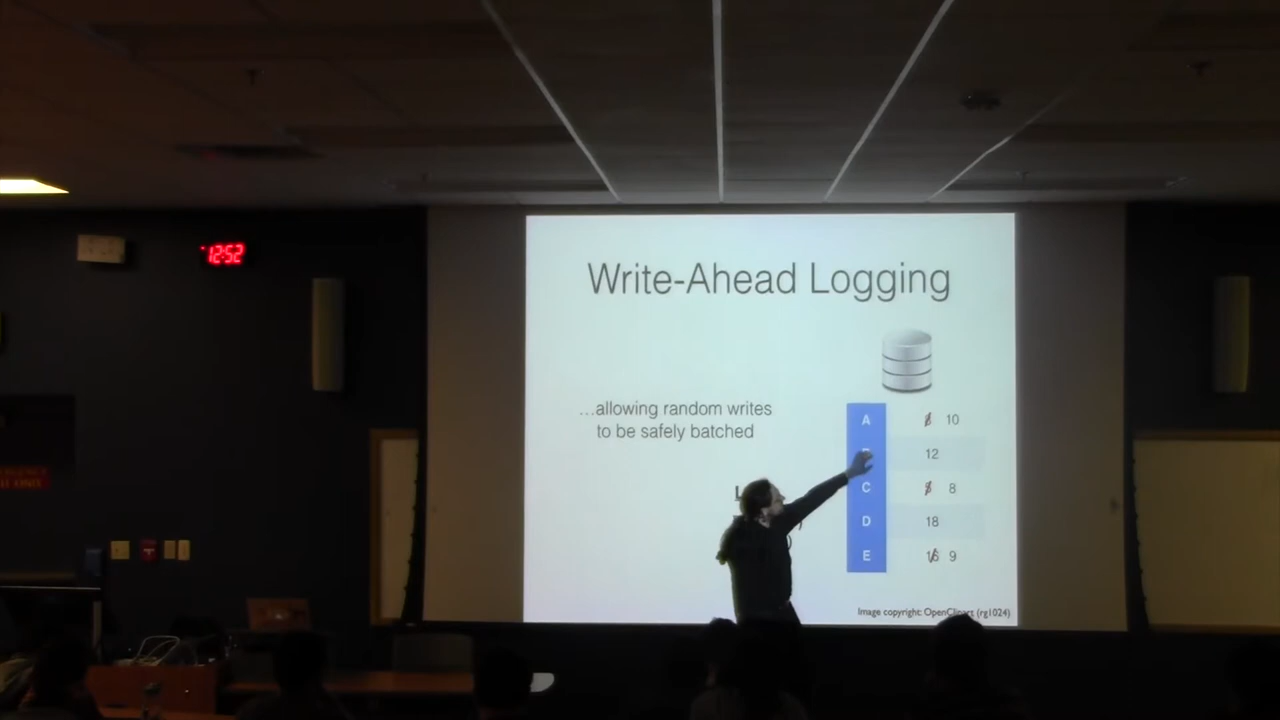 12:52
Write-Ahead Logging
…allowing random writes
to be safely batched
A 10
12
C 8
D 18
E 16 9
Image copyright: OpenClipart (rg1024)